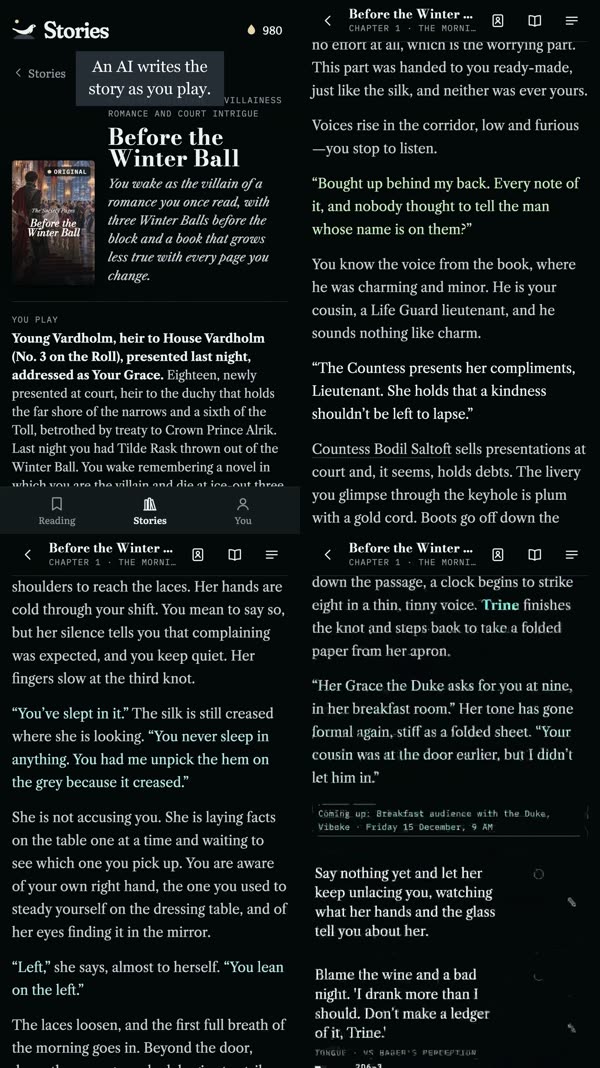 Stories
980
Stories
An AI writes the
story as you play.
VILLAINESS
ROMANCE AND COURT INTRIGUE
Before the
Winter Ball
ORIGINAL
Before the
Winter Ball
You wake as the villain of a
romance you once read, with
three Winter Balls before the
block and a book that grows
less true with every page you
change.
YOU PLAY
Young Vardholm, heir to House Vardholm
(No. 3 on the Roll), presented last night,
addressed as Your Grace. Eighteen, newly
presented at court, heir to the duchy that holds
the far shore of the narrows and a sixth of the
Toll, betrothed by treaty to Crown Prince Alrik.
Last night you had Tilde Rask thrown out of the
Winter Ball. You wake remembering a novel in
which you are the villain and die at ice-out three
Reading
Stories
You
Before the Winter ...
CHAPTER 1 · THE MORNI…
no effort at all, which is the worrying part.
This part was handed to you ready-made,
just like the silk, and neither was ever yours.
Voices rise in the corridor, low and furious
—you stop to listen.
“Bought up behind my back. Every note of
it, and nobody thought to tell the man
whose name is on them?”
You know the voice from the book, where
he was charming and minor. He is your
cousin, a Life Guard lieutenant, and he
sounds nothing like charm.
“The Countess presents her compliments,
Lieutenant. She holds that a kindness
shouldn’t be left to lapse.”
Countess Bodil Saltoft sells presentations at
court and, it seems, holds debts. The livery
you glimpse through the keyhole is plum
with a gold cord. Boots go off down the
Before the Winter ...
CHAPTER 1 · THE MORNI…
shoulders to reach the laces. Her hands are
cold through your shift. You mean to say so,
but her silence tells you that complaining
was expected, and you keep quiet. Her
fingers slow at the third knot.
“You’ve slept in it.” The silk is still creased
where she is looking. “You never sleep in
anything. You had me unpick the hem on
the grey because it creased.”
She is not accusing you. She is laying facts
on the table one at a time and waiting to
see which one you pick up. You are aware
of your own right hand, the one you used to
steady yourself on the dressing table, and of
her eyes finding it in the mirror.
“Left,” she says, almost to herself. “You lean
on the left.”
The laces loosen, and the first full breath of
the morning goes in. Beyond the door,
Before the Winter ...
CHAPTER 1 · THE MORNI…
down the passage, a clock begins to strike
eight in a thin, tinny voice. Trine finishes
the knot and steps back to take a folded
paper from her apron.
“Her Grace the Duke asks for you at nine,
in her breakfast room.” Her tone has gone
formal again, stiff as a folded sheet. “Your
cousin was at the door earlier, but I didn’t
let him in.”
Coming up: Breakfast audience with the Duke,
Vibeke · Friday 15 December, 9 AM
Say nothing yet and let her
keep unlacing you, watching
what her hands and the glass
tell you about her.
Blame the wine and a bad
night. 'I drank more than I
should. Don't make a ledger
of it, Trine.'
TONGUE · VS HABER'S PERCEPTION